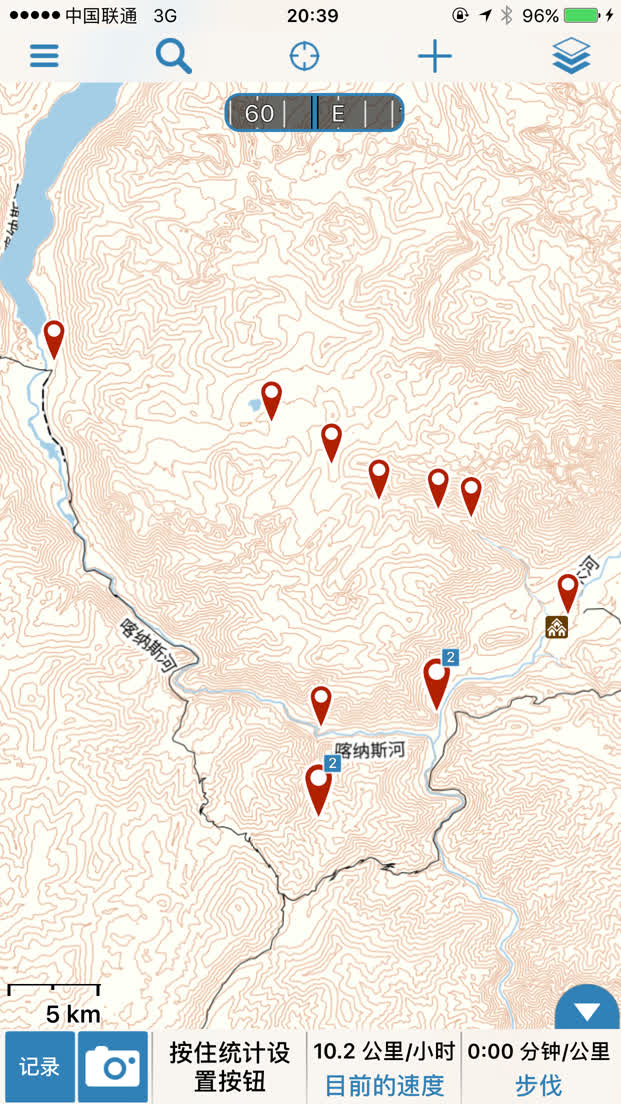 中国联通 3G 20:39 96%
60 E
喀纳斯河
2
喀纳斯河
2
5 km
记录
按住统计设
置按钮
10.2 公里/小时
目前的速度
0:00 分钟/公里
步伐